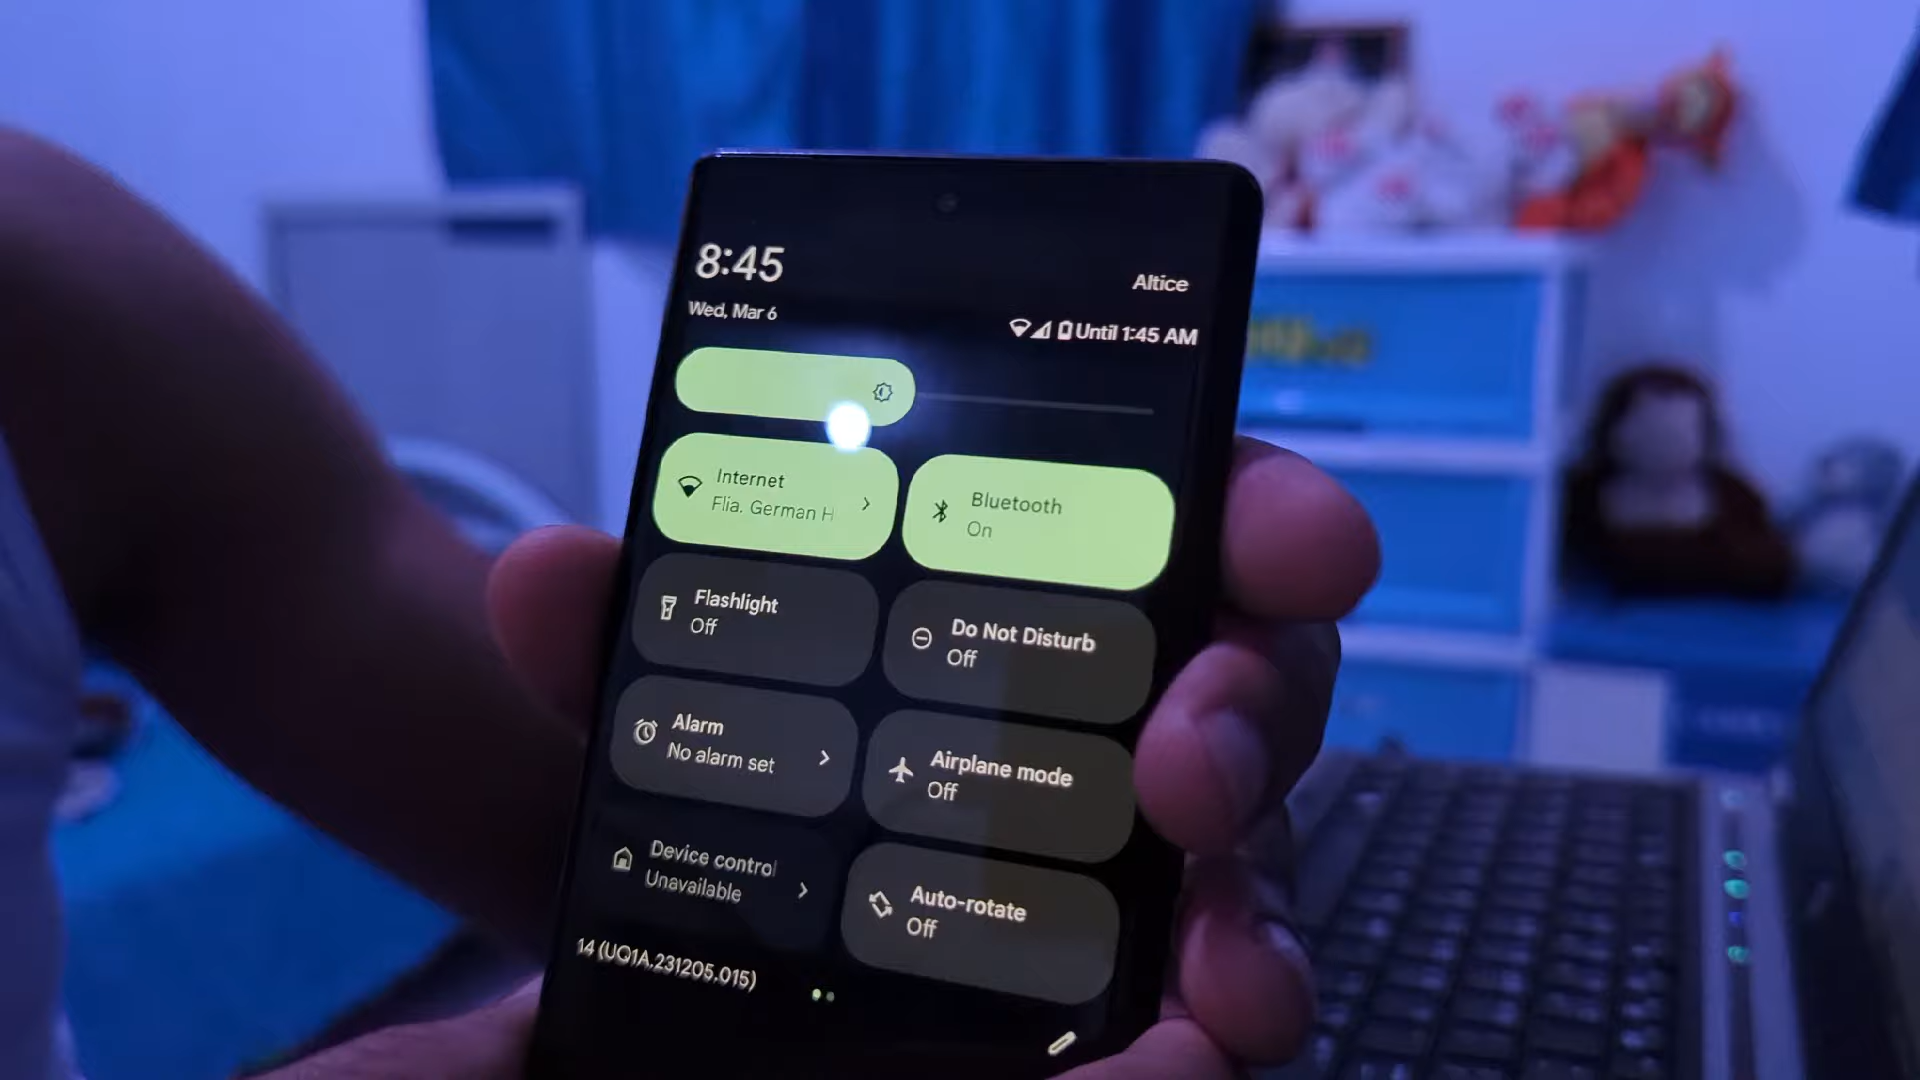 8:45
Altice
Wed, Mar 6
Until 1:45 AM
Internet
Flia. German H
Bluetooth
On
Flashlight
Off
Do Not Disturb
Off
Alarm
No alarm set
Airplane mode
Off
Device control
Unavailable
Auto-rotate
Off
14 (UQ1A.231205.015)